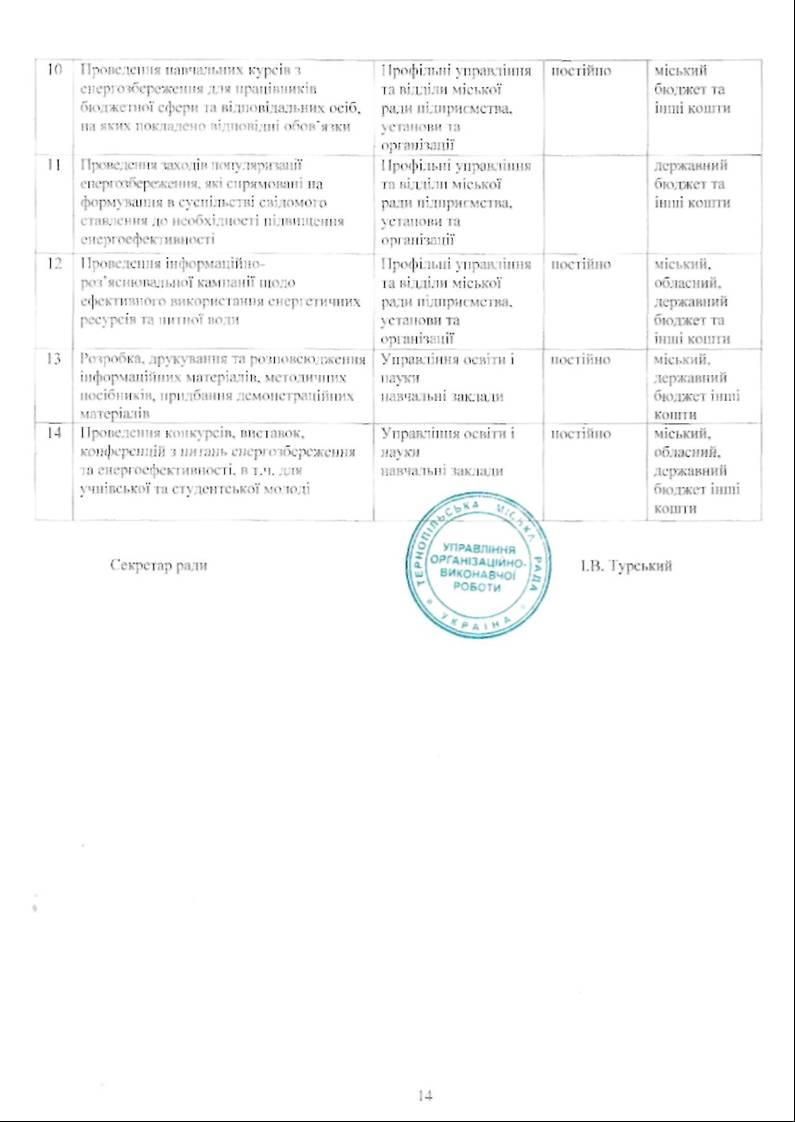 10 Проведення навчальних курсів з Профільні управління постійно міський
енергозбереження для працівників та відділи міської бюджет та
бюджетної сфери та відповідальних осіб, ради підприємства, інші кошти
на яких покладено відповідні обов'язки установи та
організації
11 Проведення заходів популяризації Профільні управління державний
енергозбереження, які спрямовані на та відділи міської бюджет та
формування в суспільстві свідомого ради підприємства, інші кошти
ставлення до необхідності підвищення установи та
енергоефективності організації
12 Проведення інформаційно- Профільні управління постійно міський,
роз'яснювальної кампанії щодо та відділи міської обласний,
ефективного використання енергетичних ради підприємства, державний
ресурсів та питної води установи та бюджет та
організації інші кошти
13 Розробка, друкування та розповсюдження Управління освіти і постійно міський,
інформаційних матеріалів, методичних науки державний
посібників, придбання демонстраційних навчальні заклади бюджет інші
матеріалів кошти
14 Проведення конкурсів, виставок, Управління освіти і постійно міський,
конференцій з питань енергозбереження науки обласний,
та енергоефективності, в т.ч. для навчальні заклади державний
учнівської та студентської молоді бюджет інші
кошти
ТЕРНОПІЛЬСЬКА МІСЬКА РАДА
УПРАВЛІННЯ
ОРГАНІЗАЦІЙНО-
ВИКОНАВЧОЇ
РОБОТИ
УКРАЇНА
Секретар ради І.В. Турський
14